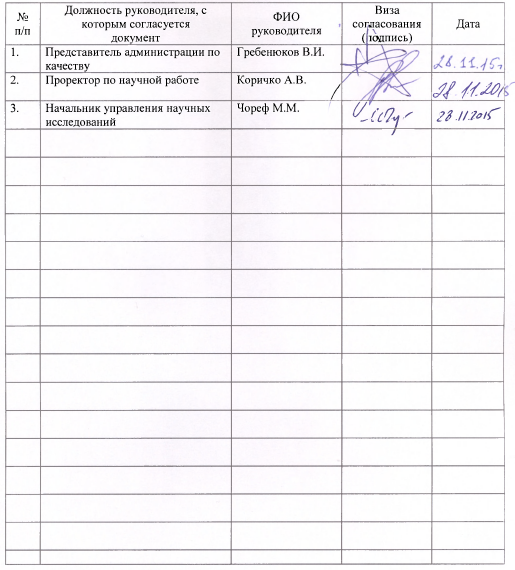 № п/п Должность руководителя, с которым согласуется документ ФИО руководителя Виза согласования (подпись) Дата
1. Представитель администрации по качеству Гребенюков В.И. 28.11.15г
2. Проректор по научной работе Коричко А.В. 28.11.2015
3. Начальник управления научных исследований Чореф М.М. 28.11.2015